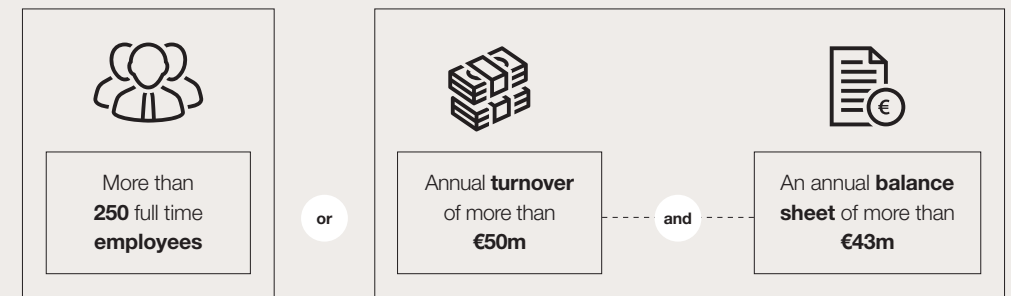 More than
250 full time
employees
or
Annual turnover
of more than
€50m
and
An annual balance
sheet of more than
€43m
€